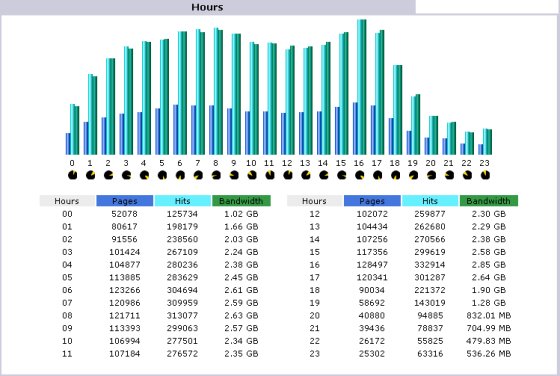 Hours
0 1 2 3 4 5 6 7 8 9 10 11 12 13 14 15 16 17 18 19 20 21 22 23
Hours Pages Hits Bandwidth Hours Pages Hits Bandwidth
00 52078 125734 1.02 GB 12 102072 259877 2.30 GB
01 80617 198179 1.66 GB 13 104434 262680 2.29 GB
02 91556 238560 2.03 GB 14 107256 270566 2.38 GB
03 101424 267109 2.24 GB 15 117356 299619 2.58 GB
04 104877 280236 2.38 GB 16 128497 332914 2.85 GB
05 113885 283629 2.45 GB 17 120341 301287 2.64 GB
06 123266 304694 2.61 GB 18 90034 221372 1.90 GB
07 120986 309959 2.59 GB 19 58692 143019 1.28 GB
08 121711 313077 2.63 GB 20 40880 94885 832.01 MB
09 113393 299063 2.57 GB 21 39436 78837 704.99 MB
10 106994 277501 2.34 GB 22 26172 55825 479.83 MB
11 107184 276572 2.35 GB 23 25302 63316 536.26 MB